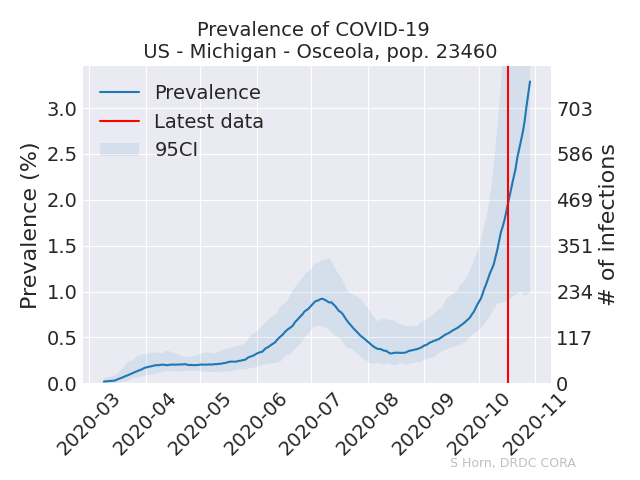 Prevalence of COVID-19
US - Michigan - Osceola, pop. 23460
Prevalence
Latest data
95CI
Prevalence (%)
3.0
2.5
2.0
1.5
1.0
0.5
0.0
703
586
469
351
234
117
0
# of infections
2020-03
2020-04
2020-05
2020-06
2020-07
2020-08
2020-09
2020-10
2020-11
S Horn, DRDC CORA